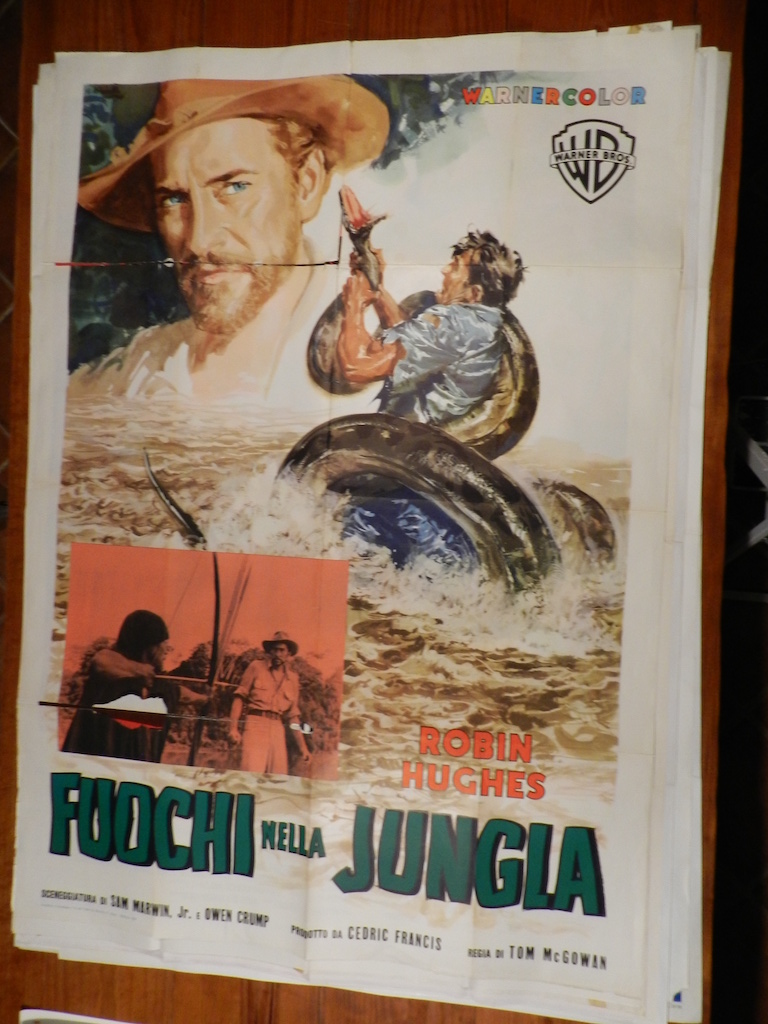 WARNERCOLOR
WB
WARNER BROS.
ROBIN
HUGHES
FUOCHI NELLA JUNGLA
SCENEGGIATURA DI SAM MARWIN, Jr. E OWEN CRUMP
PRODOTTO DA CEDRIC FRANCIS
REGIA DI TOM McGOWAN